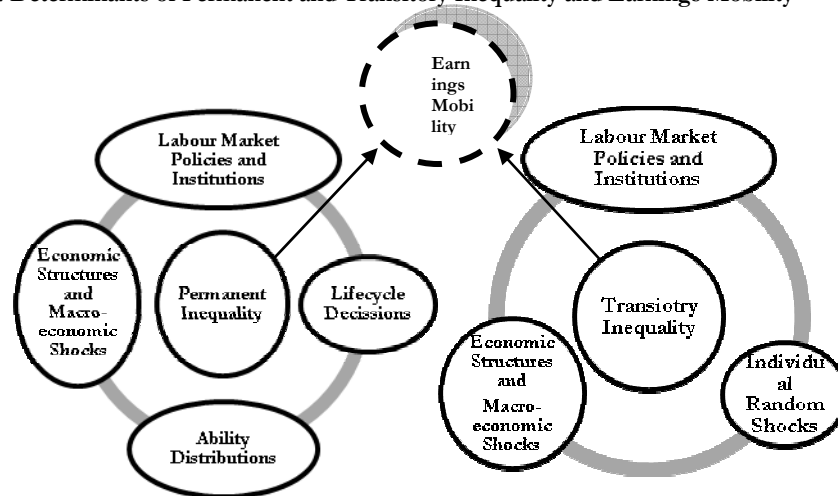 Determinants of Permanent and Transitory Inequality and Earnings Mobility
Earn
ings
Mobi
lity
Labour Market
Policies and
Institutions
Economic
Structures
and
Macro-
economic
Shocks
Permanent
Inequality
Lifecycle
Decissions
Ability
Distributions
Labour Market
Policies and
Institutions
Transiotry
Inequality
Economic
Structures
and
Macro-
economic
Shocks
Individu
al
Random
Shocks